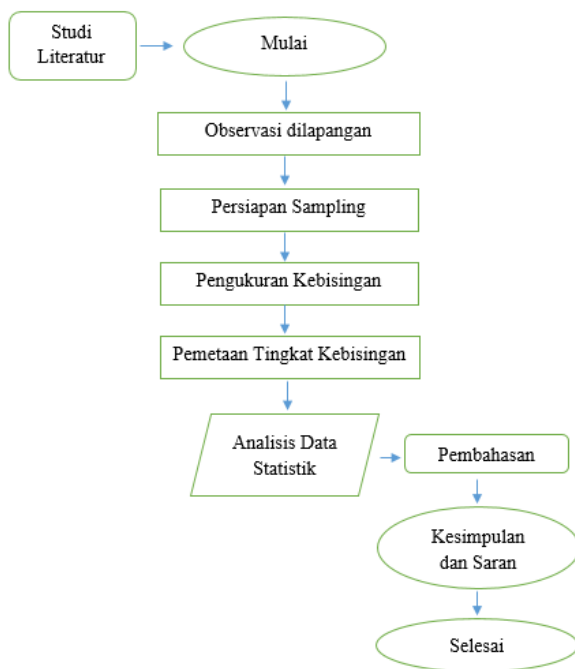 Studi
Literatur
Mulai
Observasi dilapangan
Persiapan Sampling
Pengukuran Kebisingan
Pemetaan Tingkat Kebisingan
Analisis Data
Statistik
Pembahasan
Kesimpulan
dan Saran
Selesai